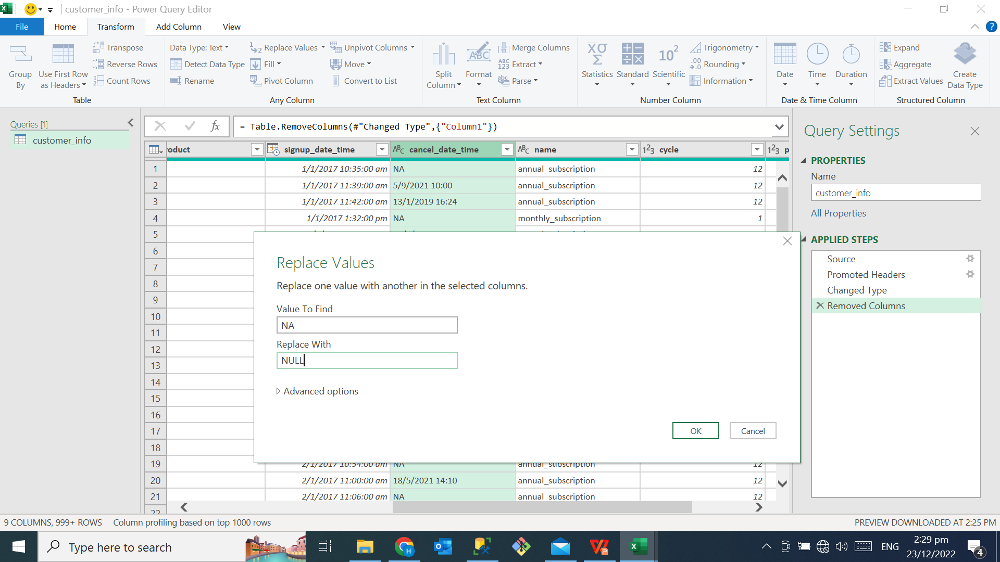 customer_info - Power Query Editor
File Home Transform Add Column View
Group By
Use First Row as Headers
Transpose
Reverse Rows
Count Rows
Table
Data Type: Text
Detect Data Type
Rename
Replace Values
Fill
Pivot Column
Unpivot Columns
Move
Convert to List
Any Column
Split Column
Format
Merge Columns
Extract
Parse
Text Column
Statistics
Standard
Scientific
Trigonometry
Rounding
Information
Number Column
Date
Time
Duration
Date & Time Column
Expand
Aggregate
Extract Values
Create Data Type
Structured Column
Queries [1]
customer_info
fx
= Table.RemoveColumns(#"Changed Type",{"Column1"})
oduct signup_date_time cancel_date_time name cycle p
1 1/1/2017 10:35:00 am NA annual_subscription 12
2 1/1/2017 11:39:00 am 5/9/2021 10:00 annual_subscription 12
3 1/1/2017 11:42:00 am 13/1/2019 16:24 annual_subscription 12
4 1/1/2017 1:32:00 pm NA monthly_subscription 1
5
6
7
8
9
10
11
12
13
14
15
16
17
18
19 2/1/2017 10:54:00 am NA annual_subscription 12
20 2/1/2017 11:00:00 am 18/5/2021 14:10 annual_subscription 12
21 2/1/2017 11:06:00 am NA annual_subscription 12
22
Replace Values
Replace one value with another in the selected columns.
Value To Find
NA
Replace With
NULL
Advanced options
OK Cancel
Query Settings
PROPERTIES
Name
customer_info
All Properties
APPLIED STEPS
Source
Promoted Headers
Changed Type
Removed Columns
9 COLUMNS, 999+ ROWS Column profiling based on top 1000 rows
PREVIEW DOWNLOADED AT 2:25 PM
Type here to search
ENG
2:29 pm
23/12/2022
4